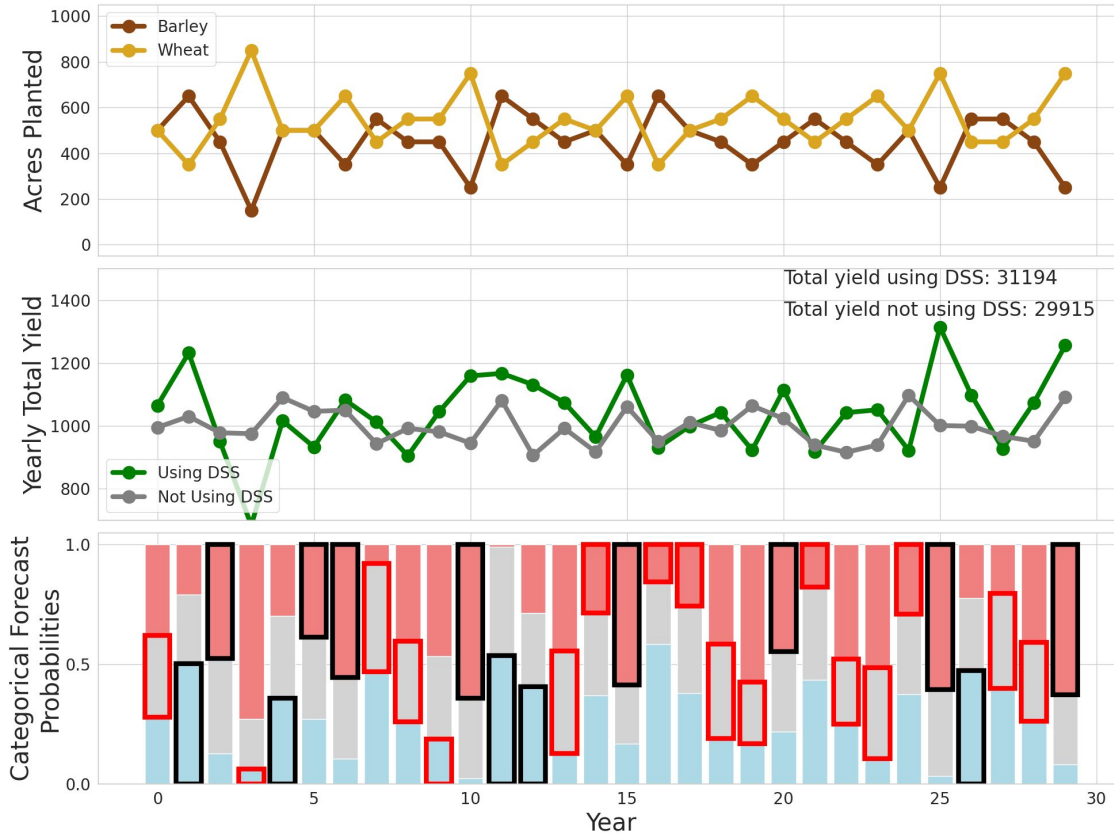 Acres Planted
1000
800
600
400
200
0
Barley
Wheat
Yearly Total Yield
1400
1200
1000
800
Total yield using DSS: 31194
Total yield not using DSS: 29915
Using DSS
Not Using DSS
Categorical Forecast
Probabilities
1.0
0.5
0.0
0
5
10
15
20
25
30
Year